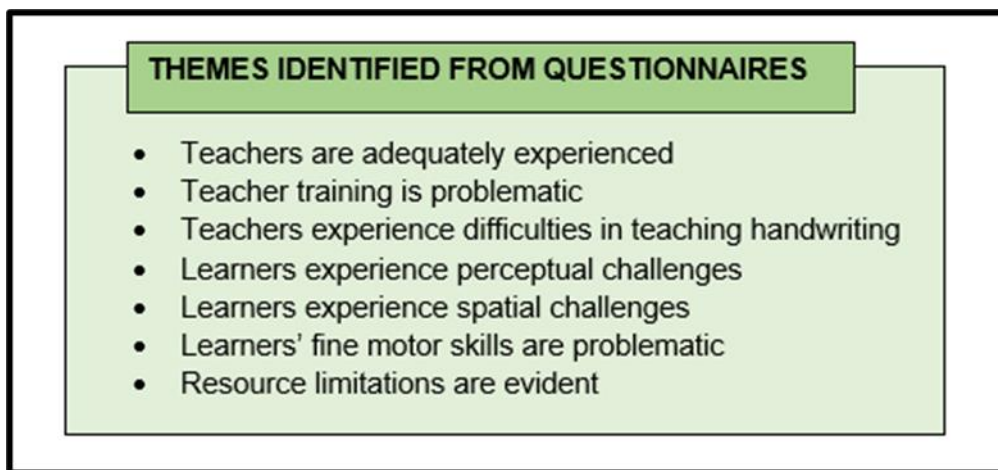 THEMES IDENTIFIED FROM QUESTIONNAIRES
• Teachers are adequately experienced
• Teacher training is problematic
• Teachers experience difficulties in teaching handwriting
• Learners experience perceptual challenges
• Learners experience spatial challenges
• Learners’ fine motor skills are problematic
• Resource limitations are evident